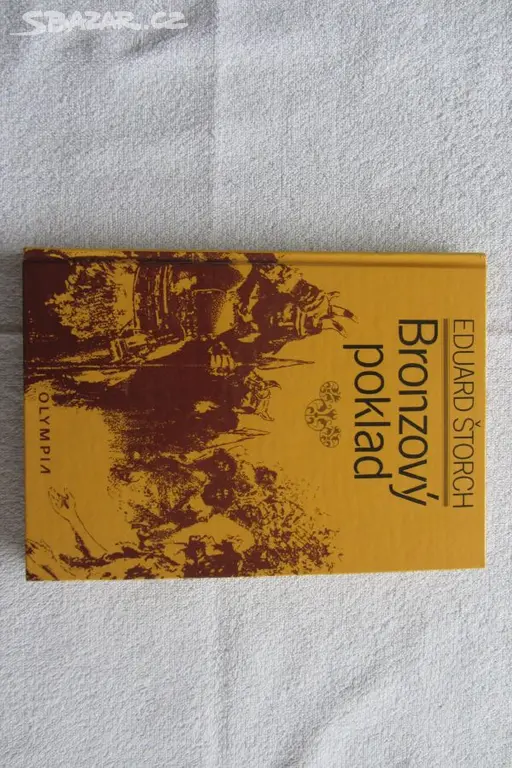 SBAZAR.CZ
EDUARD ŠTORCH
Bronzový
poklad
OLYMPIA